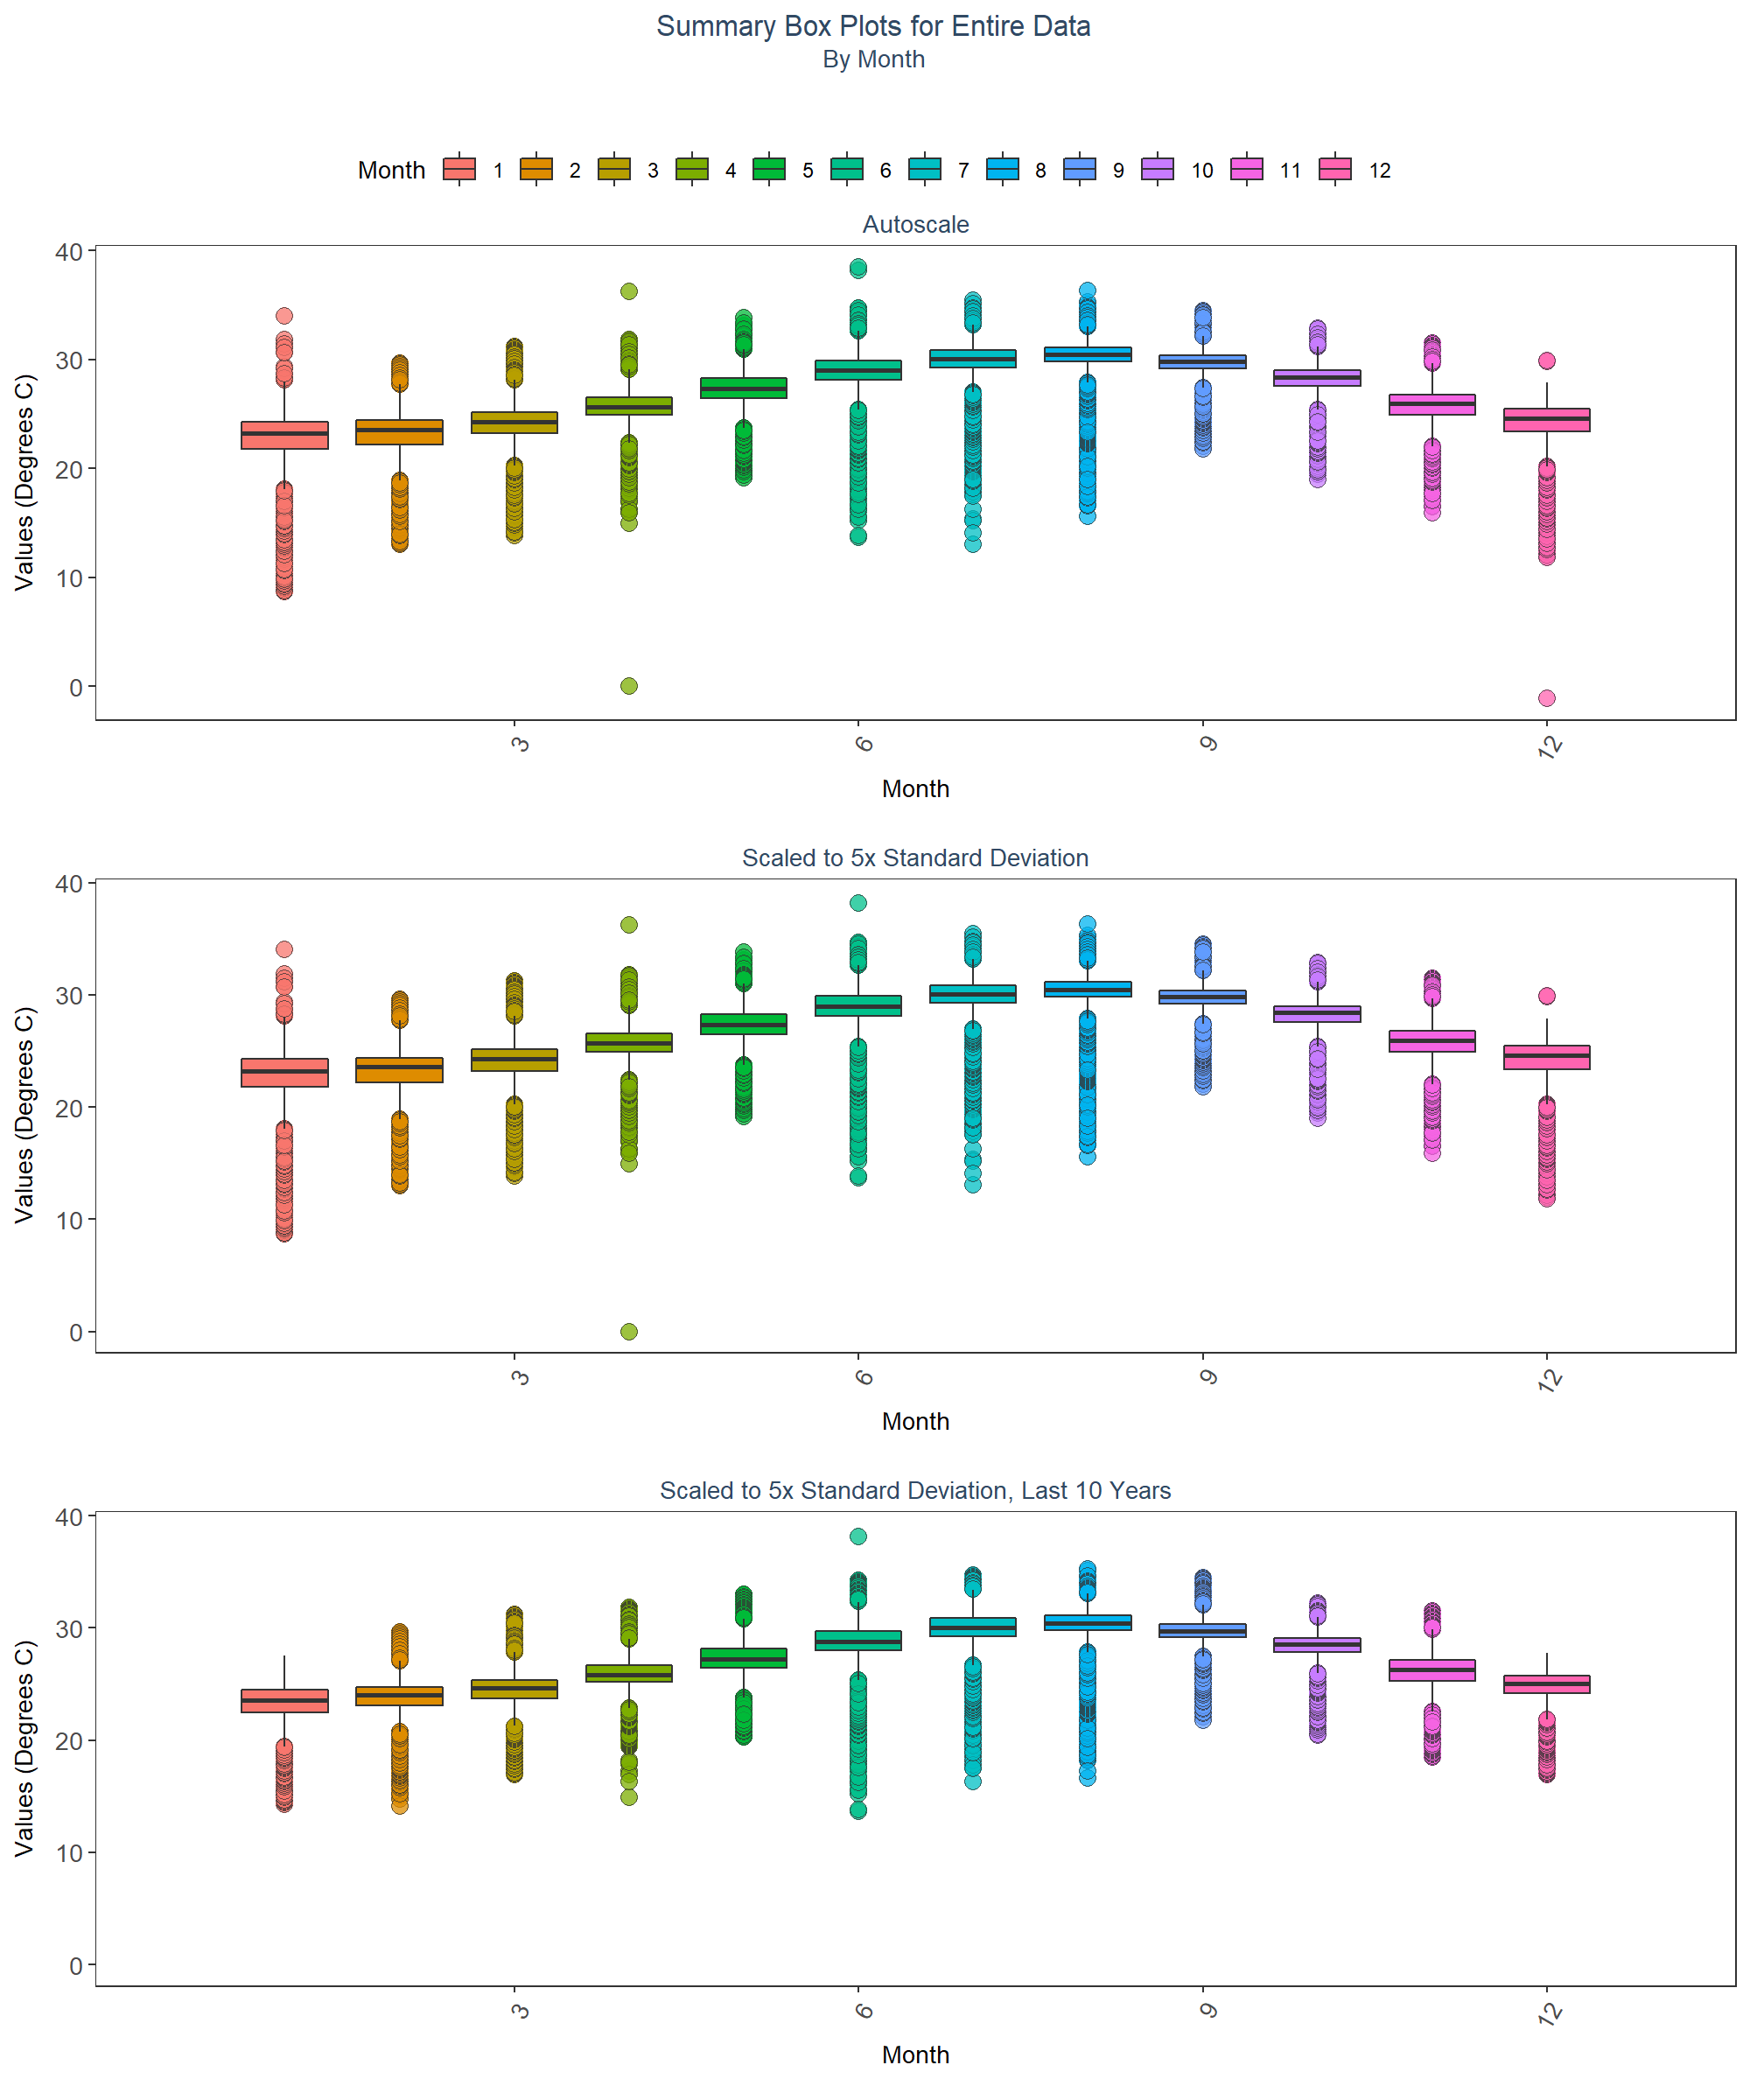 Summary Box Plots for Entire Data
By Month
Month 1 2 3 4 5 6 7 8 9 10 11 12
Autoscale
40
30
20
10
0
Values (Degrees C)
3 6 9 12
Month
Scaled to 5x Standard Deviation
40
30
20
10
0
Values (Degrees C)
3 6 9 12
Month
Scaled to 5x Standard Deviation, Last 10 Years
40
30
20
10
0
Values (Degrees C)
3 6 9 12
Month